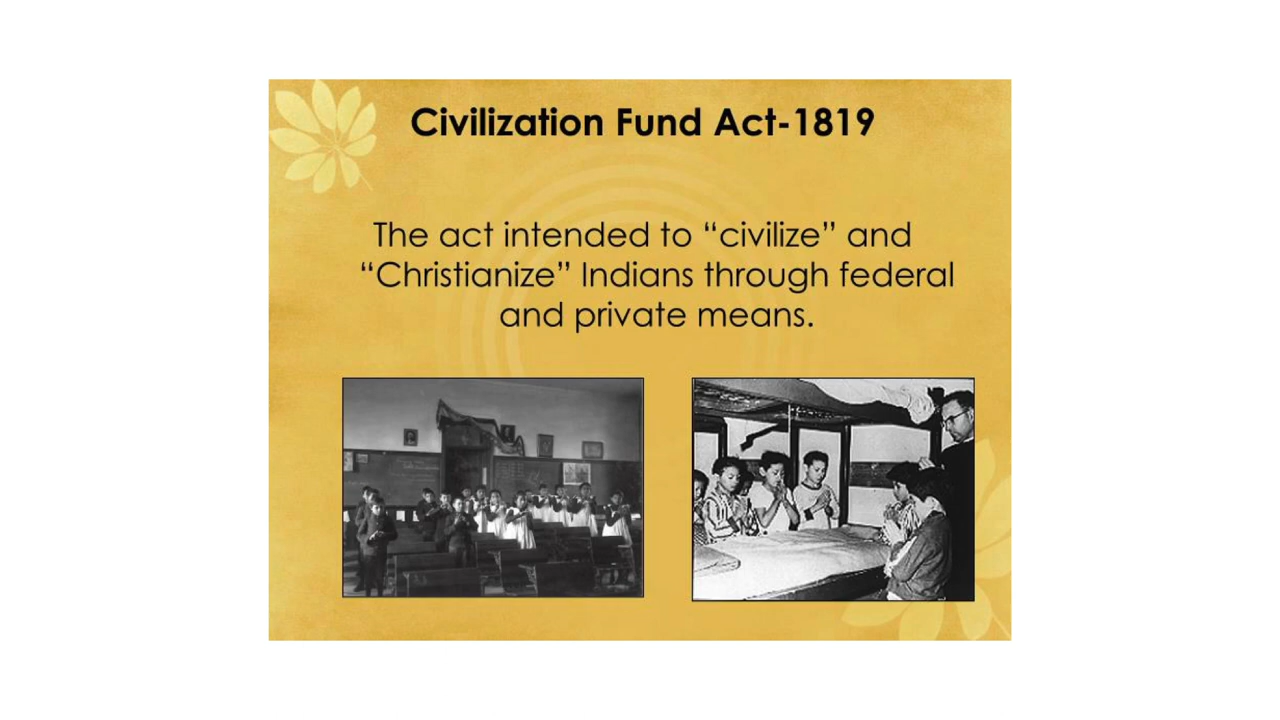 Civilization Fund Act-1819
The act intended to “civilize” and
“Christianize” Indians through federal
and private means.